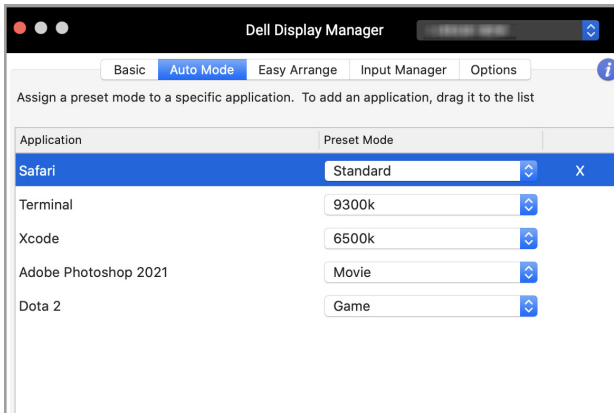 Dell Display Manager
Basic Auto Mode Easy Arrange Input Manager Options i
Assign a preset mode to a specific application. To add an application, drag it to the list
Application Preset Mode
Safari Standard X
Terminal 9300k
Xcode 6500k
Adobe Photoshop 2021 Movie
Dota 2 Game